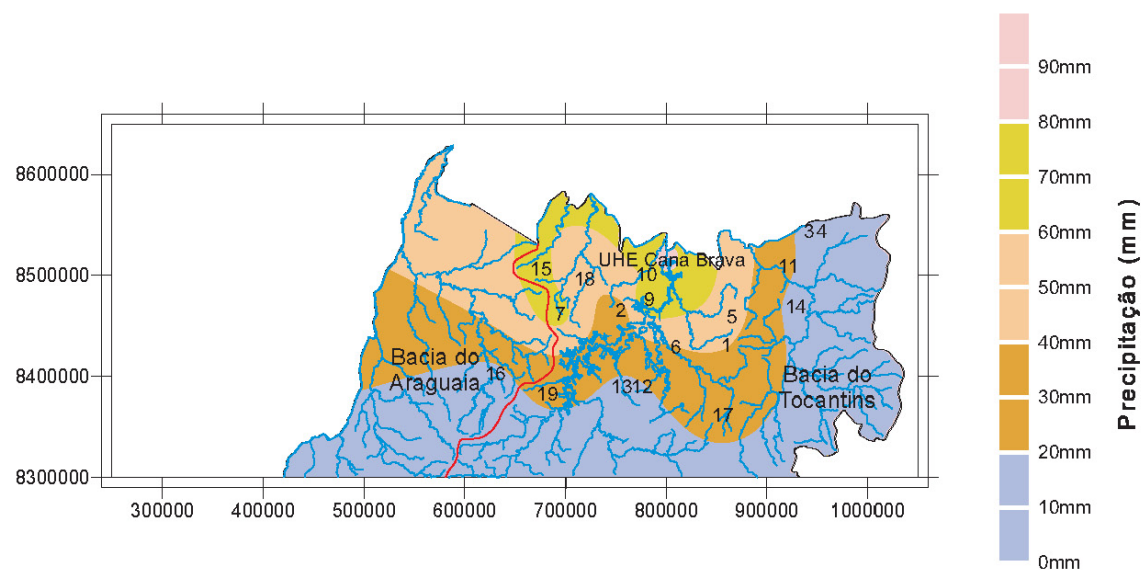 90mm
80mm
70mm
60mm
50mm
40mm
30mm
20mm
10mm
0mm
Precipitação (mm)
8600000
8500000
8400000
8300000
300000 400000 500000 600000 700000 800000 900000 1000000
34
UHE Cana Brava
15
18
10
11
7
2
9
5
14
6
1
Bacia do
Araguaia
16
19
1312
17
Bacia do
Tocantins